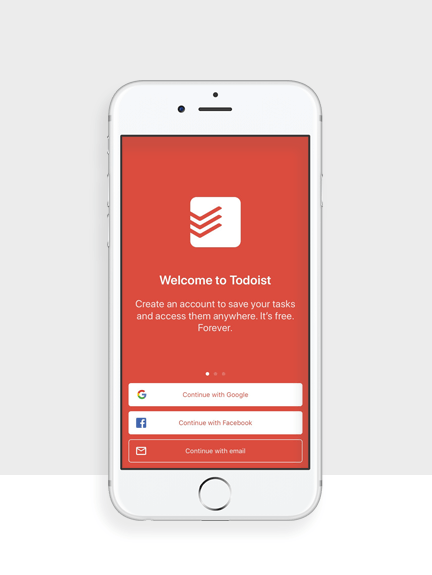 Welcome to Todoist
Create an account to save your tasks
and access them anywhere. It's free.
Forever.
Continue with Google
Continue with Facebook
Continue with email